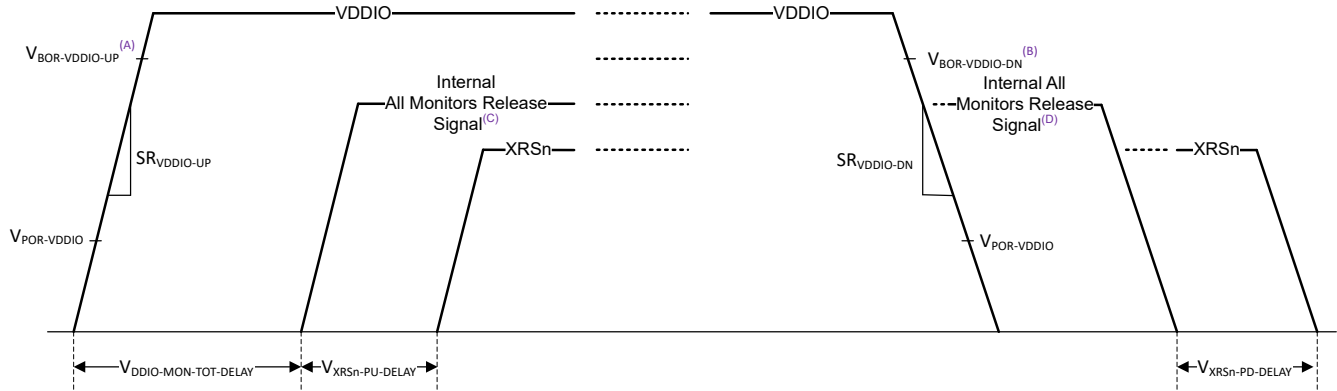 VDDIO
VDDIO
VBOR-VDDIO-UP(A)
VBOR-VDDIO-DN(B)
Internal
All Monitors Release
Signal(C)
Internal All
Monitors Release
Signal(D)
XRSn
XRSn
SRVDDIO-UP
SRVDDIO-DN
VPOR-VDDIO
VPOR-VDDIO
VDDIO-MON-TOT-DELAY
VXRSn-PU-DELAY
VXRSn-PD-DELAY